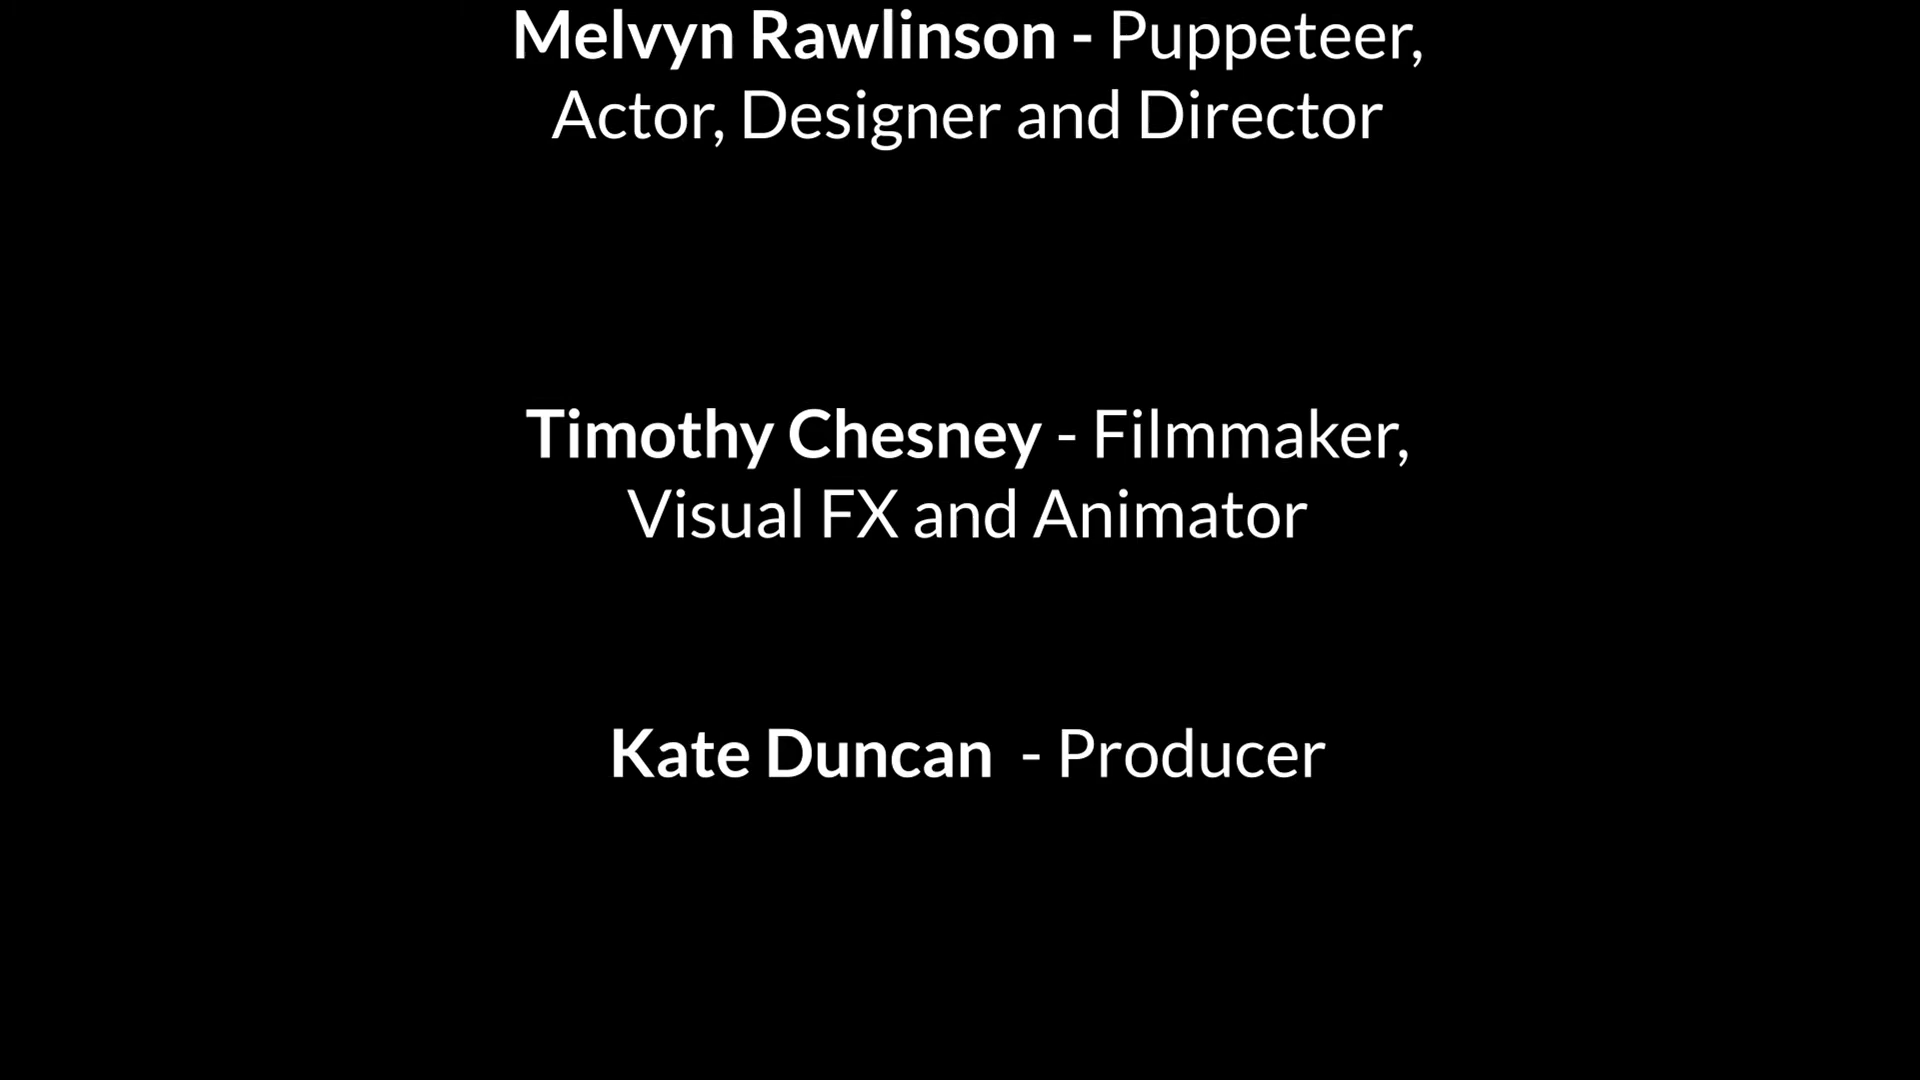 Melvyn Rawlinson - Puppeteer,
Actor, Designer and Director
Timothy Chesney - Filmmaker,
Visual FX and Animator
Kate Duncan  - Producer